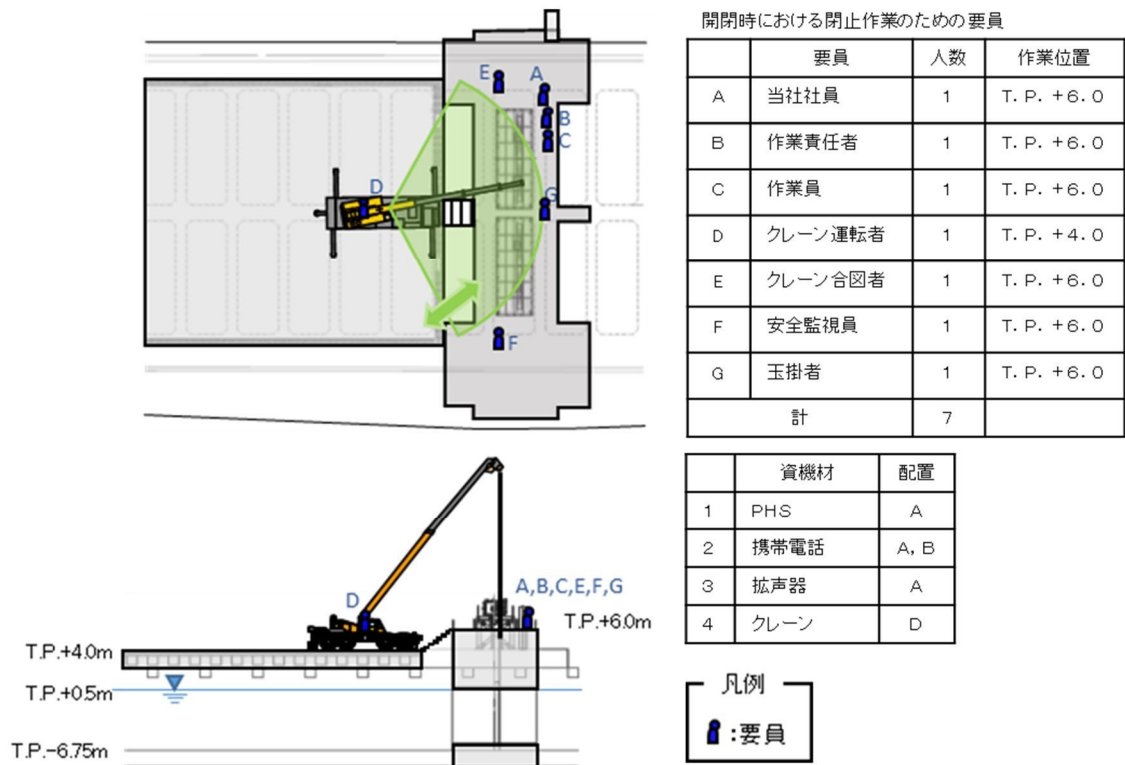 E
A
B
C
D
G
F
開閉時における閉止作業のための要員
要員 人数 作業位置
A 当社社員 1 T.P.+6.0
B 作業責任者 1 T.P.+6.0
C 作業員 1 T.P.+6.0
D クレーン運転者 1 T.P.+4.0
E クレーン合図者 1 T.P.+6.0
F 安全監視員 1 T.P.+6.0
G 玉掛者 1 T.P.+6.0
計 7
D
A,B,C,E,F,G
T.P.+6.0m
T.P.+4.0m
T.P.+0.5m
T.P.-6.75m
資機材 配置
1 PHS A
2 携帯電話 A,B
3 拡声器 A
4 クレーン D
凡例
:要員